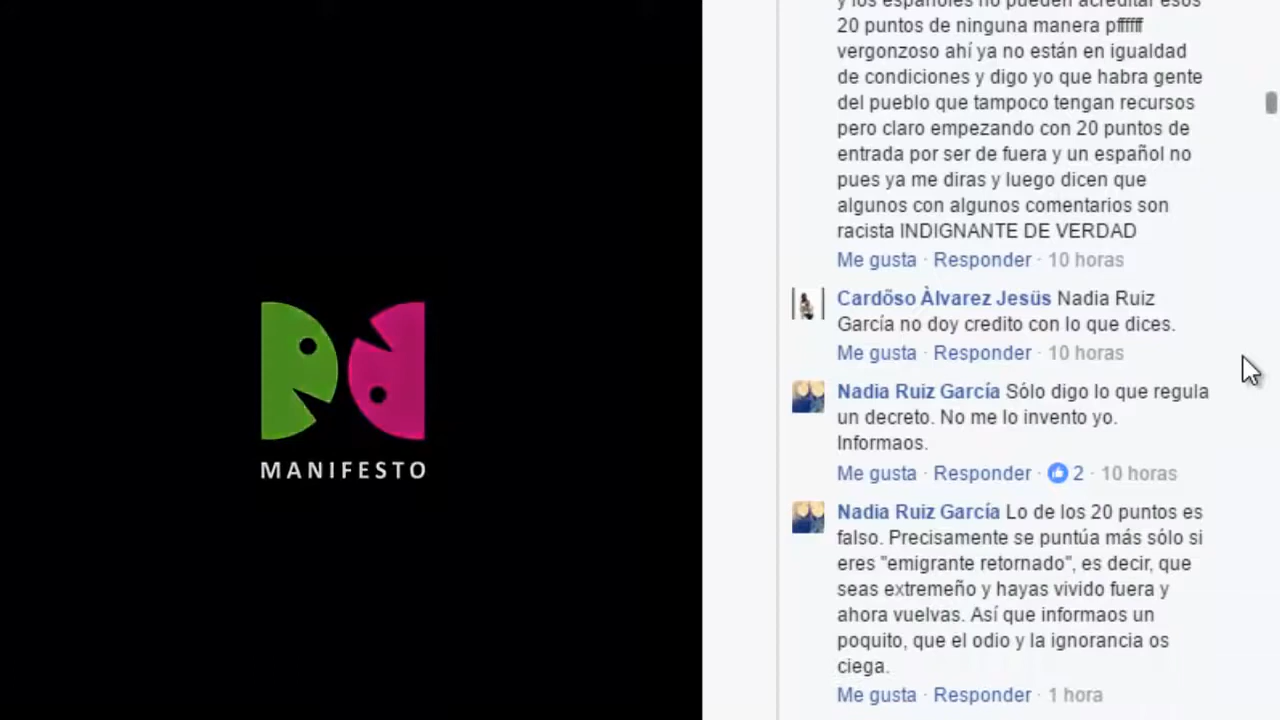 y los españoles no pueden acreditar esos
20 puntos de ninguna manera pffffff
vergonzoso ahí ya no están en igualdad
de condiciones y digo yo que habra gente
del pueblo que tampoco tengan recursos
pero claro empezando con 20 puntos de
entrada por ser de fuera y un español no
pues ya me diras y luego dicen que
algunos con algunos comentarios son
racista INDIGNANTE DE VERDAD
Me gusta · Responder · 10 horas
Cardõso Àlvarez Jesüs Nadia Ruiz
García no doy credito con lo que dices.
Me gusta · Responder · 10 horas
Nadia Ruiz García Sólo digo lo que regula
un decreto. No me lo invento yo.
Informaos.
Me gusta · Responder · 2 · 10 horas
Nadia Ruiz García Lo de los 20 puntos es
falso. Precisamente se puntúa más sólo si
eres "emigrante retornado", es decir, que
seas extremeño y hayas vivido fuera y
ahora vuelvas. Así que informaos un
poquito, que el odio y la ignorancia os
ciega.
Me gusta · Responder · 1 hora
MANIFESTO